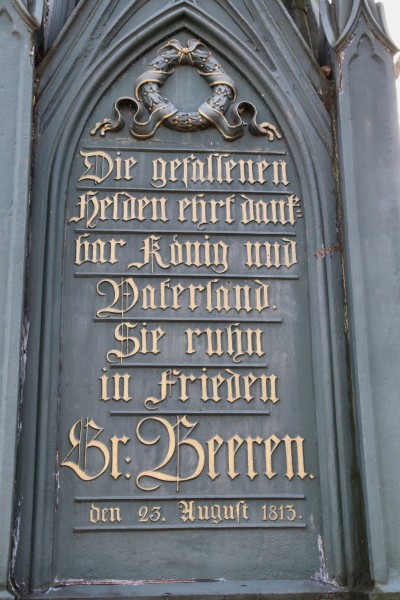 Die gefallenen
Helden ehrt dank-
bar König und
Vaterland.
Sie ruhn
in Frieden
Gr: Beeren.
den 23. August 1813.